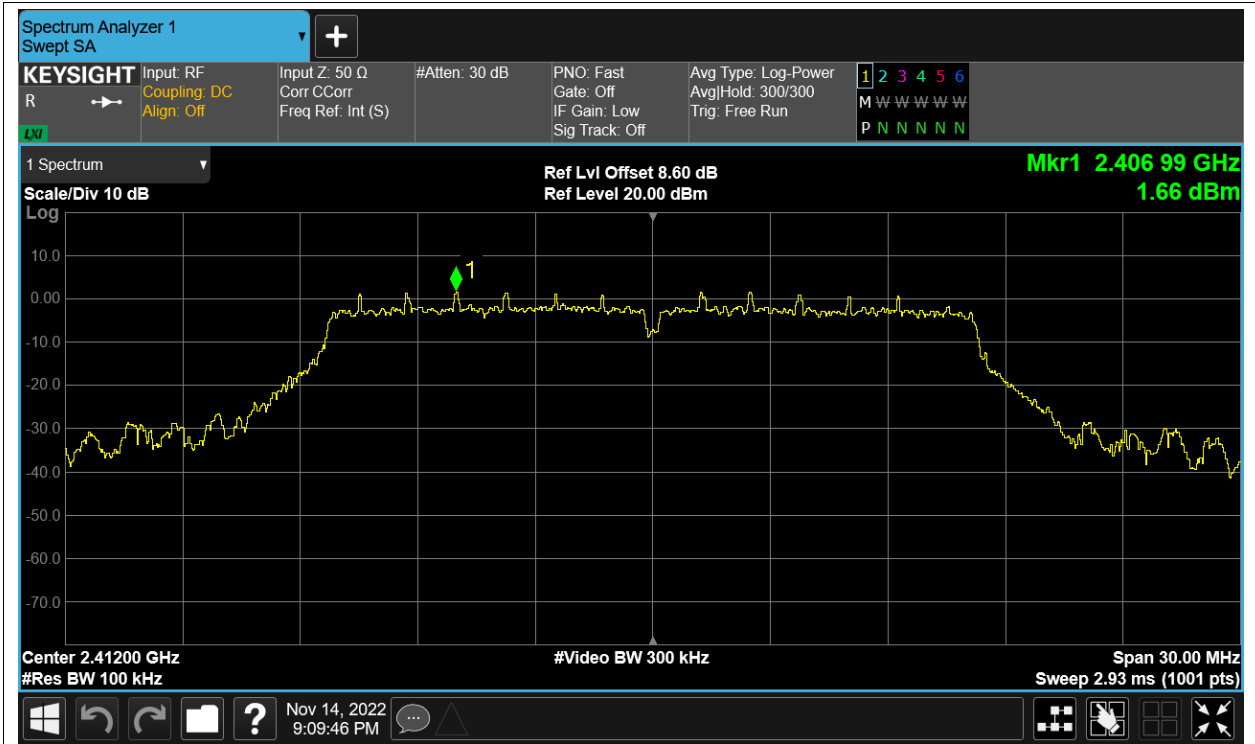 Spectrum Analyzer 1
Swept SA
+
KEYSIGHT
R
LXI
Input: RF
Coupling: DC
Align: Off
Input Z: 50 Ω
Corr CCorr
Freq Ref: Int (S)
#Atten: 30 dB
PNO: Fast
Gate: Off
IF Gain: Low
Sig Track: Off
Avg Type: Log-Power
Avg|Hold: 300/300
Trig: Free Run
1 2 3 4 5 6
M W W W W W
P N N N N N
1 Spectrum
Scale/Div 10 dB
Ref Lvl Offset 8.60 dB
Ref Level 20.00 dBm
Mkr1 2.406 99 GHz
1.66 dBm
Log
10.0
0.00
-10.0
-20.0
-30.0
-40.0
-50.0
-60.0
-70.0
1
Center 2.41200 GHz
#Res BW 100 kHz
#Video BW 300 kHz
Span 30.00 MHz
Sweep 2.93 ms (1001 pts)
?
Nov 14, 2022
9:09:46 PM